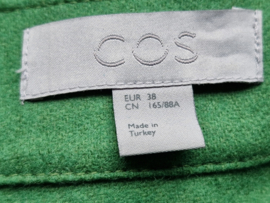 COS
EUR 38
CN 165/88A
Made in
Turkey